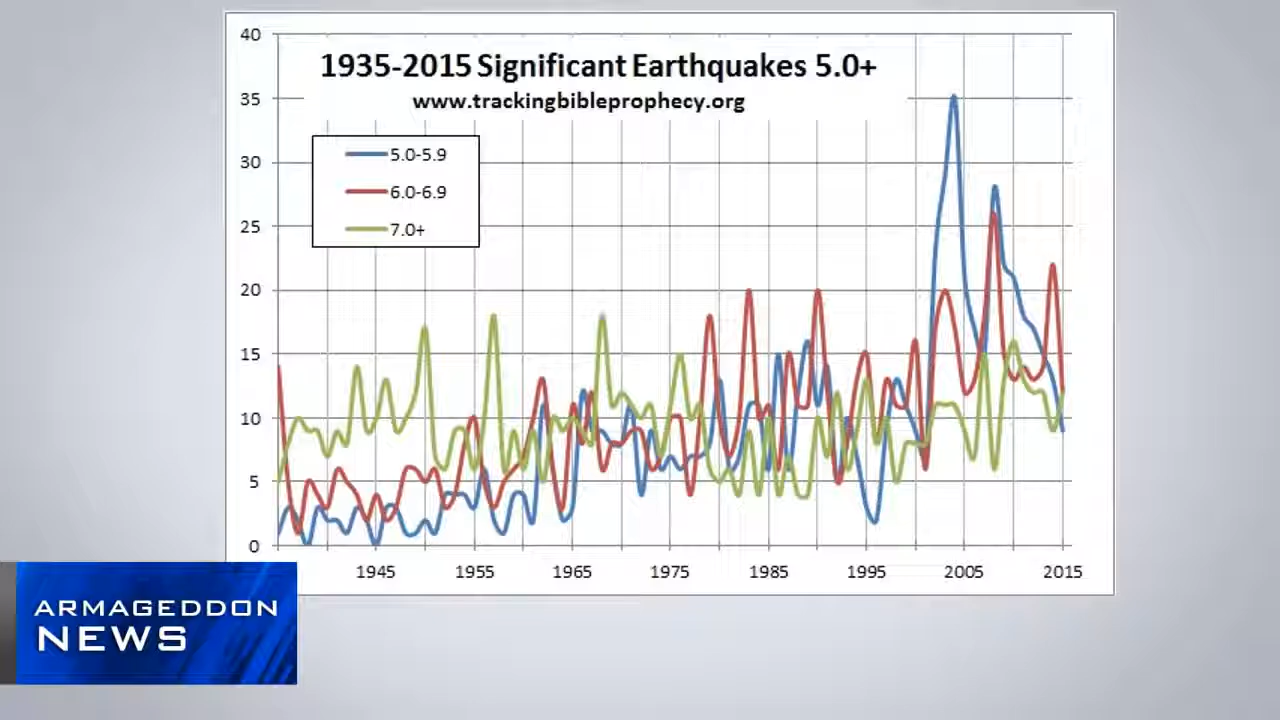 1935-2015 Significant Earthquakes 5.0+
www.trackingbibleprophecy.org
5.0-5.9
6.0-6.9
7.0+
40
35
30
25
20
15
10
5
0
1945 1955 1965 1975 1985 1995 2005 2015
ARMAGEDDON
NEWS